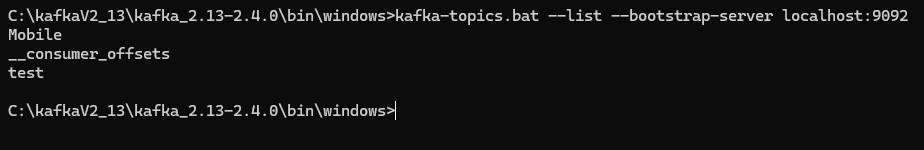 C:\kafkaV2_13\kafka_2.13-2.4.0\bin\windows>kafka-topics.bat --list --bootstrap-server localhost:9092
Mobile
__consumer_offsets
test
C:\kafkaV2_13\kafka_2.13-2.4.0\bin\windows>